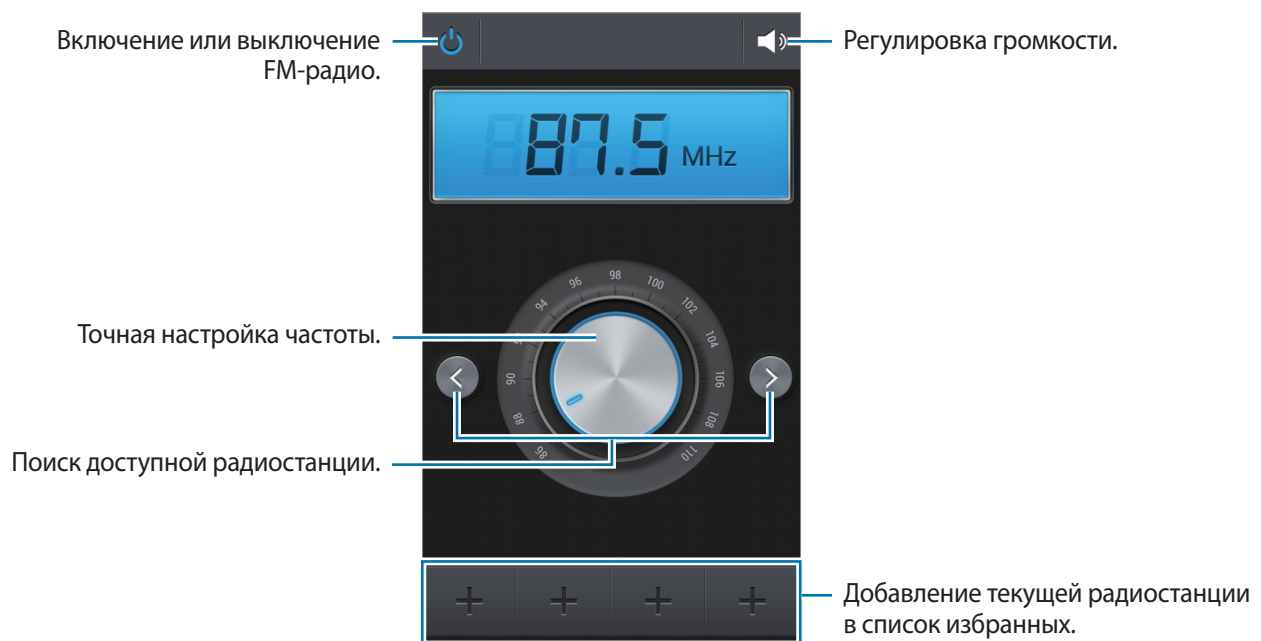 Включение или выключение
FM-радио.
Регулировка громкости.
87.5 MHz
98
96
100
94
102
Точная настройка частоты.
104
90
106
88
108
86
110
Поиск доступной радиостанции.
Добавление текущей радиостанции
в список избранных.